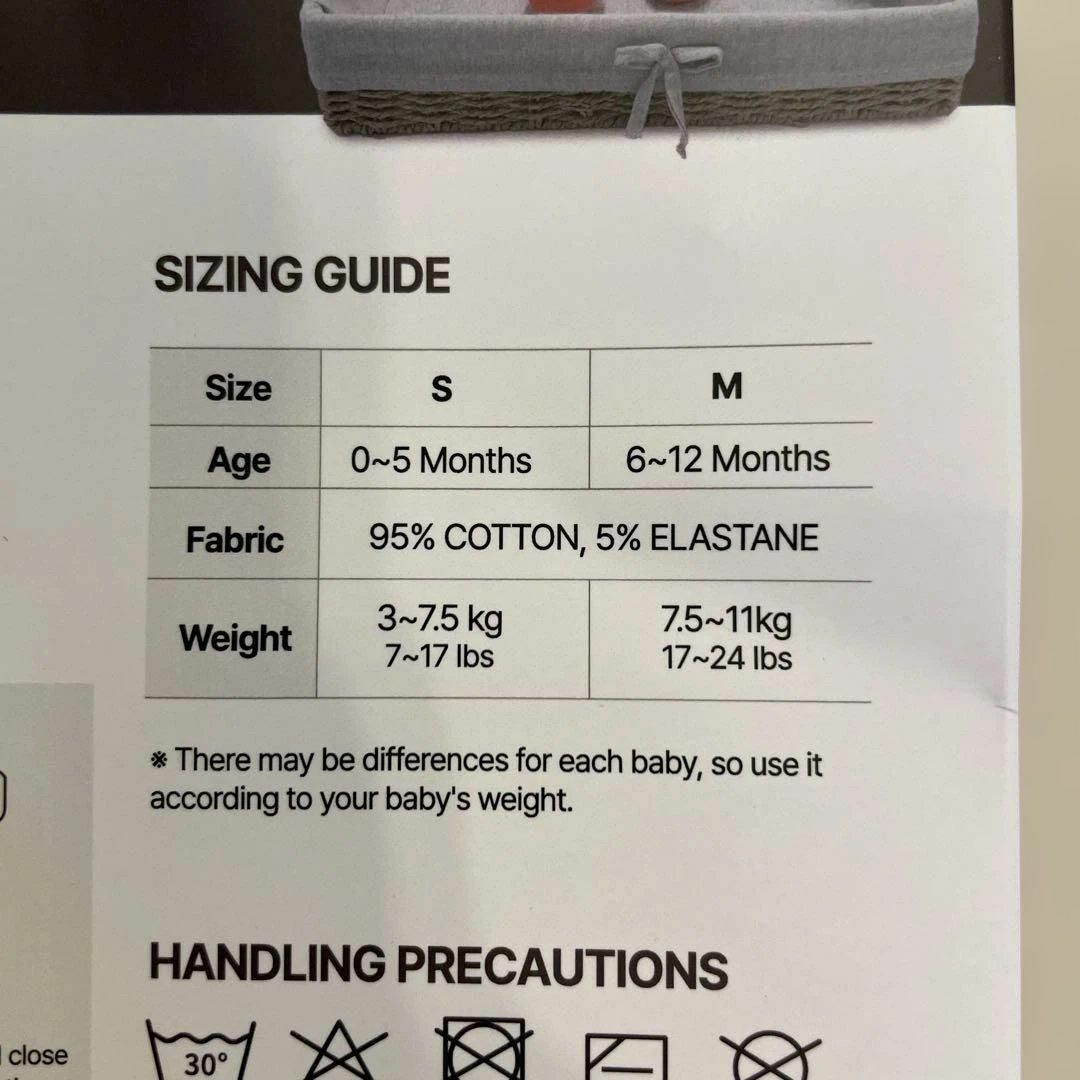 SIZING GUIDE
Size S M
Age 0~5 Months 6~12 Months
Fabric 95% COTTON, 5% ELASTANE
Weight 3~7.5 kg 7.5~11kg
7~17 lbs 17~24 lbs
※ There may be differences for each baby, so use it
according to your baby's weight.
HANDLING PRECAUTIONS
30°
close